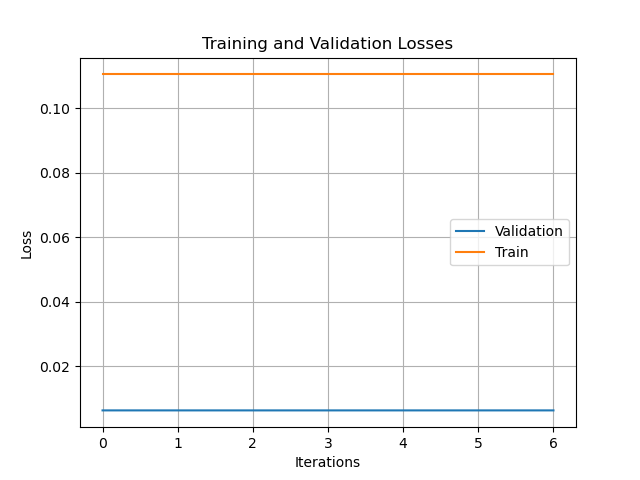 Training and Validation Losses
0.10
0.08
0.06
0.04
0.02
Loss
Validation
Train
0 1 2 3 4 5 6
Iterations